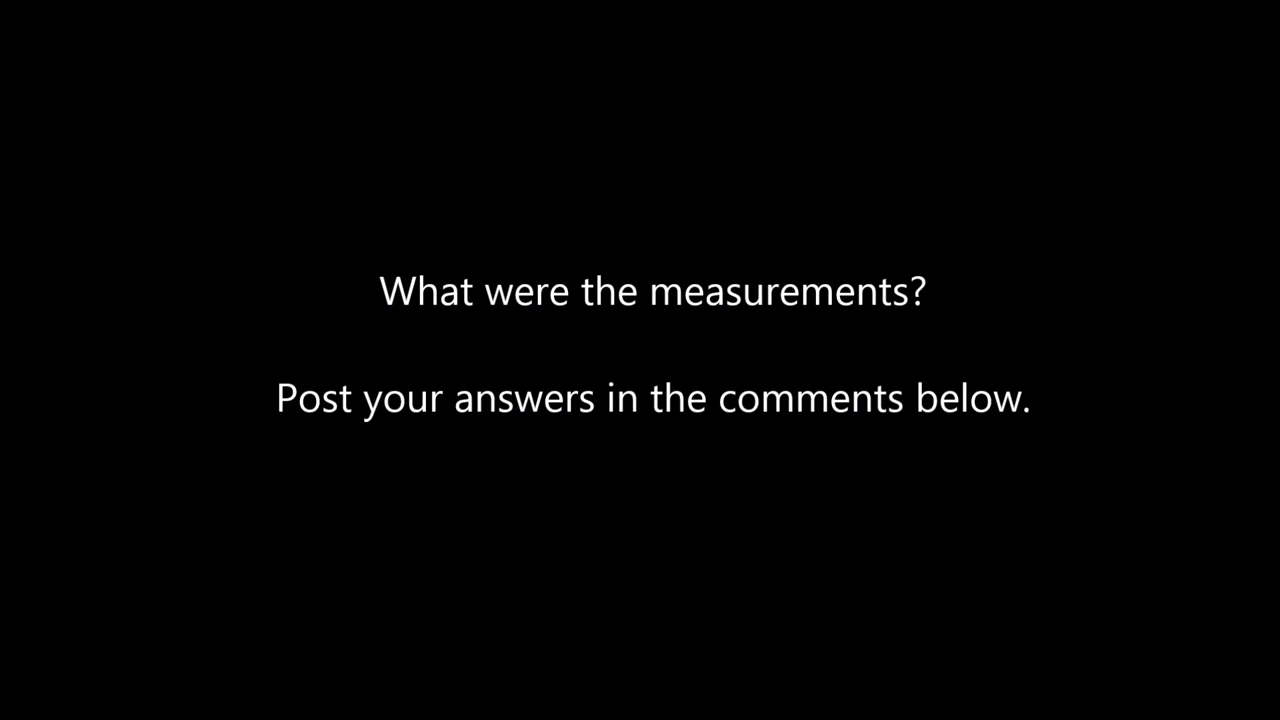 What were the measurements?
Post your answers in the comments below.